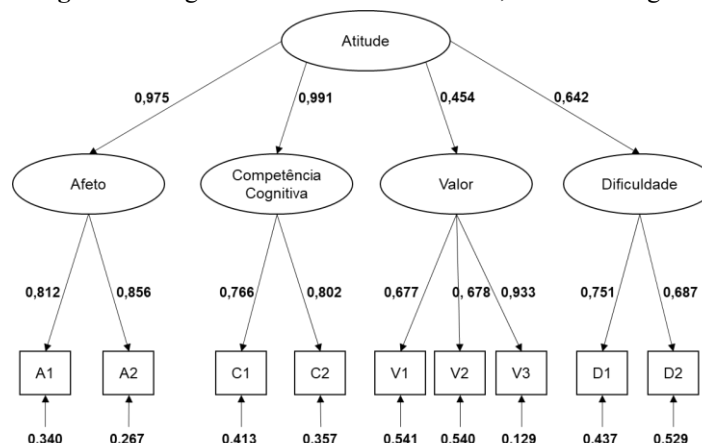 Atitude
0,975
0,991
0,454
0,642
Afeto
Competência
Cognitiva
Valor
Dificuldade
0,812
0,856
0,766
0,802
0,677
0, 678
0,933
0,751
0,687
A1
A2
C1
C2
V1
V2
V3
D1
D2
0,340
0,267
0,413
0,357
0,541
0,540
0,129
0,437
0,529